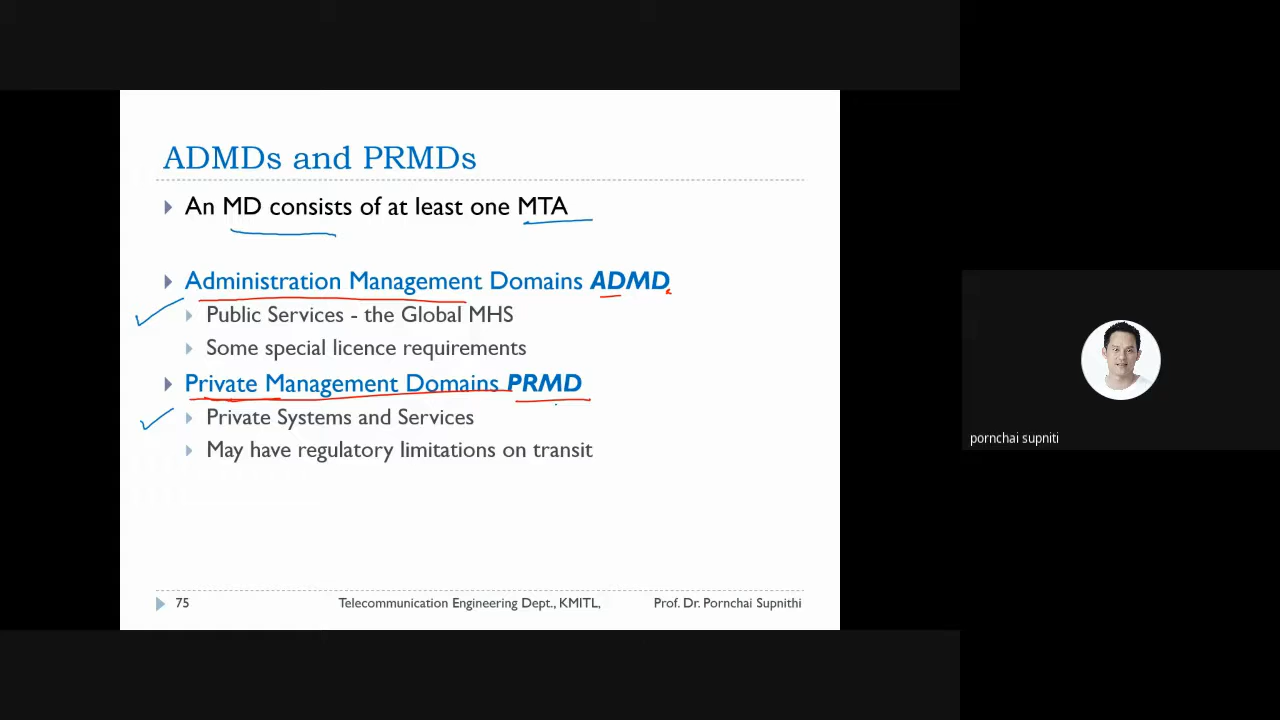 ADMDs and PRMDs
An MD consists of at least one MTA
Administration Management Domains ADMD
Public Services - the Global MHS
Some special licence requirements
Private Management Domains PRMD
Private Systems and Services
May have regulatory limitations on transit
75 Telecommunication Engineering Dept., KMITL, Prof. Dr. Pornchai Supnithi
pornchai supniti